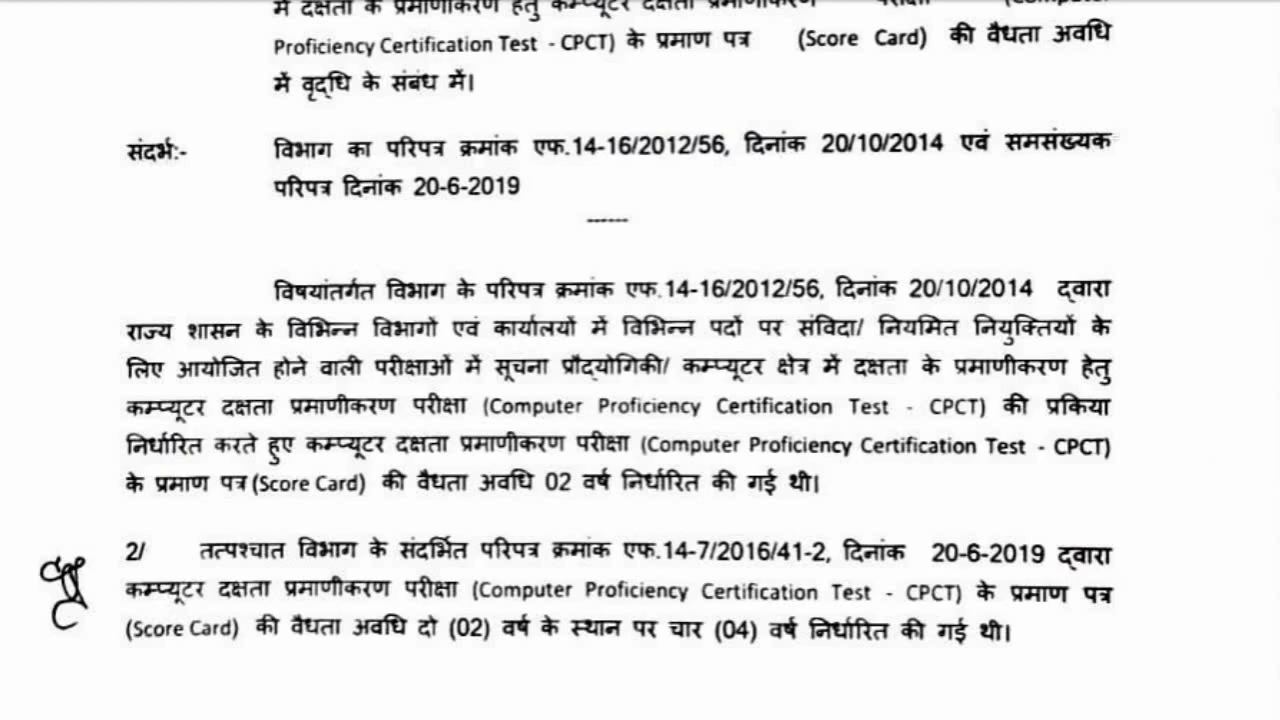 में दक्षता के प्रमाणीकरण हेतु कम्प्यूटर दक्षता प्रमाणीकरण परीक्षा (Computer
Proficiency Certification Test - CPCT) के प्रमाण पत्र (Score Card) की वैधता अवधि
में वृद्धि के संबंध में।
संदर्भ:- विभाग का परिपत्र क्रमांक एफ.14-16/2012/56, दिनांक 20/10/2014 एवं समसंख्यक
परिपत्र दिनांक 20-6-2019
------
विषयांतर्गत विभाग के परिपत्र क्रमांक एफ.14-16/2012/56, दिनांक 20/10/2014 द्वारा
राज्य शासन के विभिन्न विभागों एवं कार्यालयों में विभिन्न पदों पर संविदा/ नियमित नियुक्तियों के
लिए आयोजित होने वाली परीक्षाओं में सूचना प्रौद्योगिकी/ कम्प्यूटर क्षेत्र में दक्षता के प्रमाणीकरण हेतु
कम्प्यूटर दक्षता प्रमाणीकरण परीक्षा (Computer Proficiency Certification Test - CPCT) की प्रकिया
निर्धारित करते हुए कम्प्यूटर दक्षता प्रमाणीकरण परीक्षा (Computer Proficiency Certification Test - CPCT)
के प्रमाण पत्र (Score Card) की वैधता अवधि 02 वर्ष निर्धारित की गई थी।
2/ तत्पश्चात विभाग के संदर्भित परिपत्र क्रमांक एफ.14-7/2016/41-2, दिनांक 20-6-2019 द्वारा
कम्प्यूटर दक्षता प्रमाणीकरण परीक्षा (Computer Proficiency Certification Test - CPCT) के प्रमाण पत्र
(Score Card) की वैधता अवधि दो (02) वर्ष के स्थान पर चार (04) वर्ष निर्धारित की गई थी।